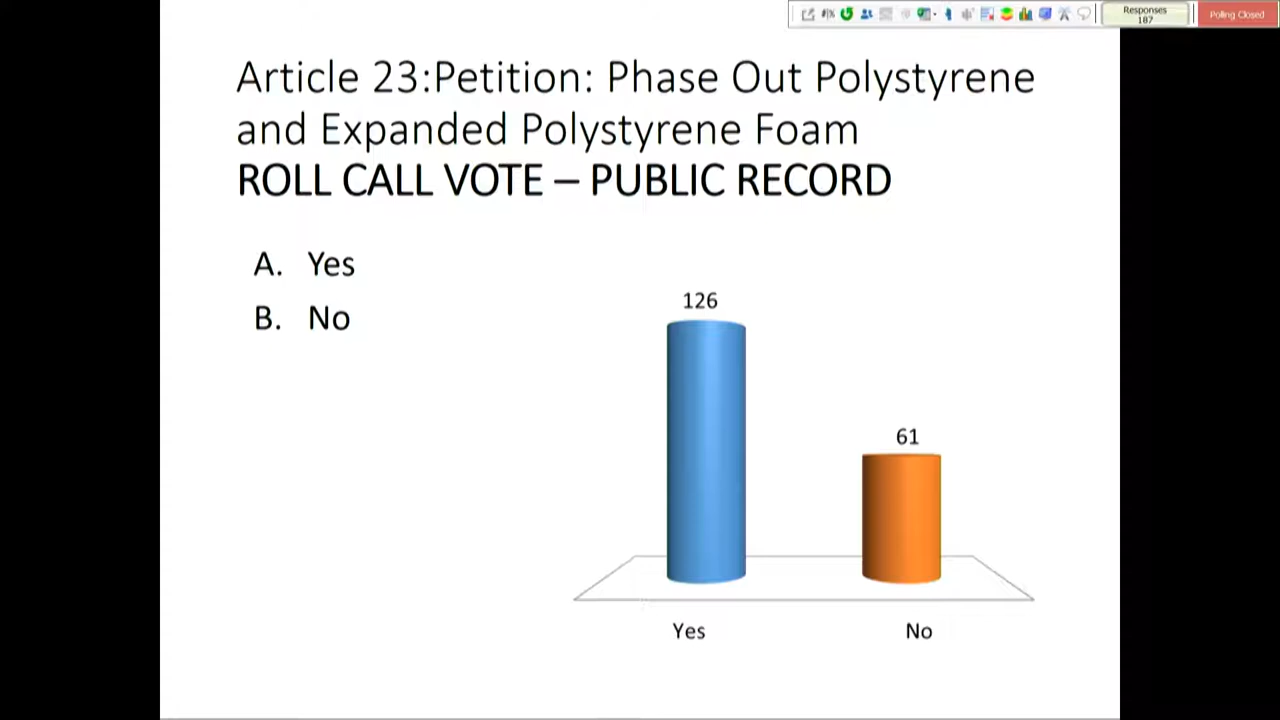 Responses
187
Polling Closed
Article 23:Petition: Phase Out Polystyrene
and Expanded Polystyrene Foam
ROLL CALL VOTE – PUBLIC RECORD
A. Yes
B. No
126
61
Yes
No